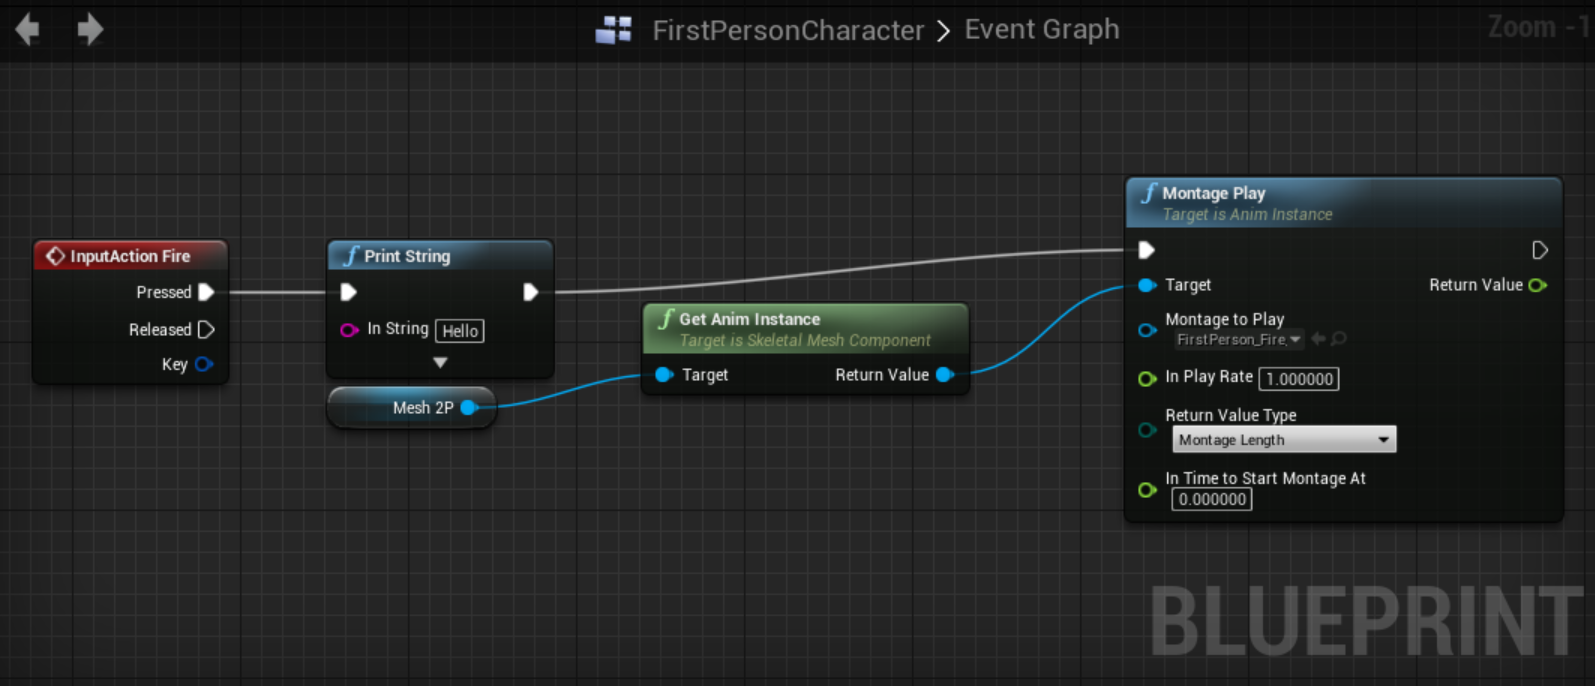 FirstPersonCharacter > Event Graph
Zoom -1
InputAction Fire
Pressed
Released
Key
Print String
In String Hello
Mesh 2P
Get Anim Instance
Target is Skeletal Mesh Component
Target Return Value
Montage Play
Target is Anim Instance
Target Return Value
Montage to Play
FirstPerson_Fire_
In Play Rate 1.000000
Return Value Type
Montage Length
In Time to Start Montage At
0.000000
BLUEPRINT